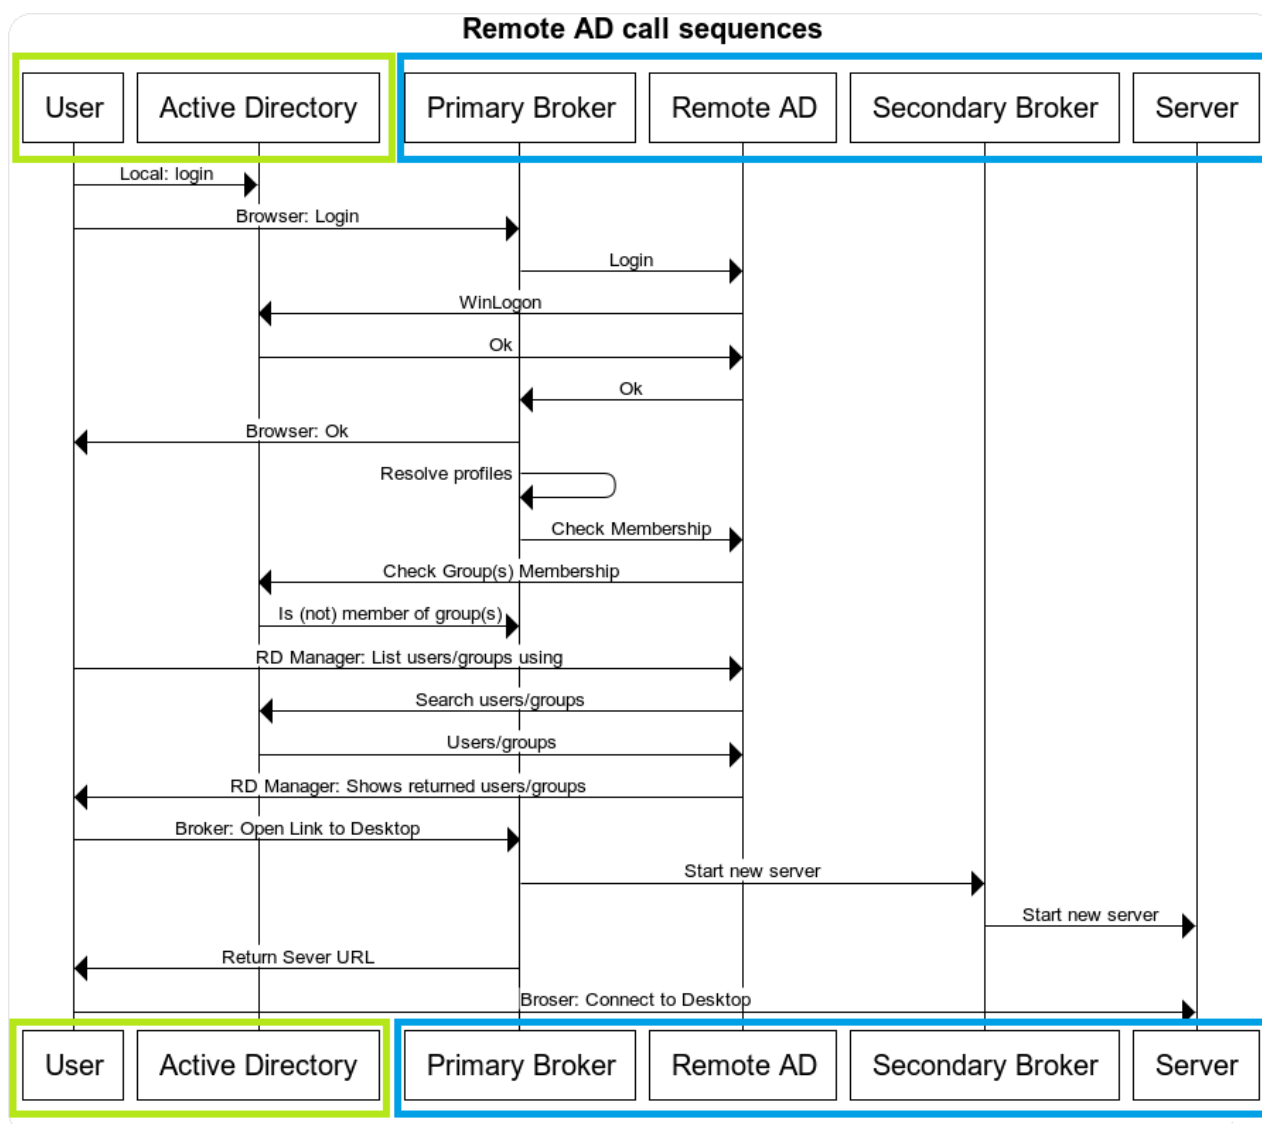 Remote AD call sequences
User
Active Directory
Primary Broker
Remote AD
Secondary Broker
Server
Local: login
Browser: Login
Login
WinLogon
Ok
Ok
Browser: Ok
Resolve profiles
Check Membership
Check Group(s) Membership
Is (not) member of group(s)
RD Manager: List users/groups using
Search users/groups
Users/groups
RD Manager: Shows returned users/groups
Broker: Open Link to Desktop
Start new server
Start new server
Return Sever URL
Broser: Connect to Desktop
User
Active Directory
Primary Broker
Remote AD
Secondary Broker
Server